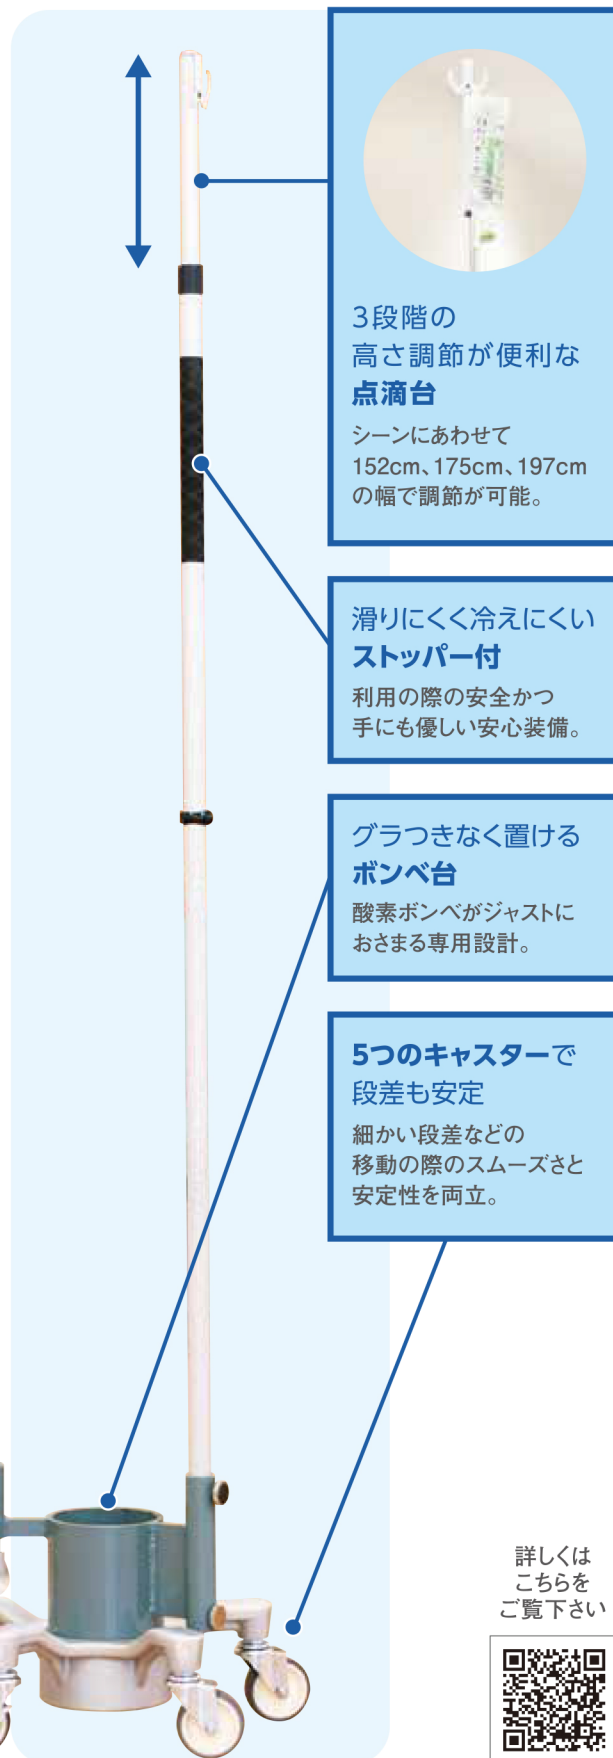 3段階の
高さ調節が便利な
点滴台
シーンにあわせて
152cm、175cm、197cm
の幅で調節が可能。
滑りにくく冷えにくい
ストッパー付
利用の際の安全かつ
手にも優しい安心装備。
グラつきなく置ける
ボンベ台
酸素ボンベがジャストに
おさまる専用設計。
5つのキャスターで
段差も安定
細かい段差などの
移動の際のスムーズさと
安定性を両立。
詳しくは
こちらを
ご覧下さい